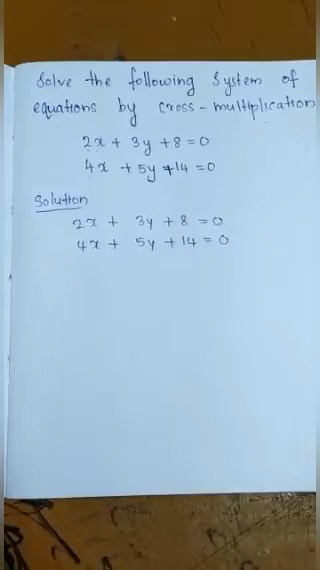 Solve the following System of
equations by cross-multiplication
2x + 3y + 8 = 0
4x + 5y + 14 = 0
Solution
2x + 3y + 8 = 0
4x + 5y + 14 = 0